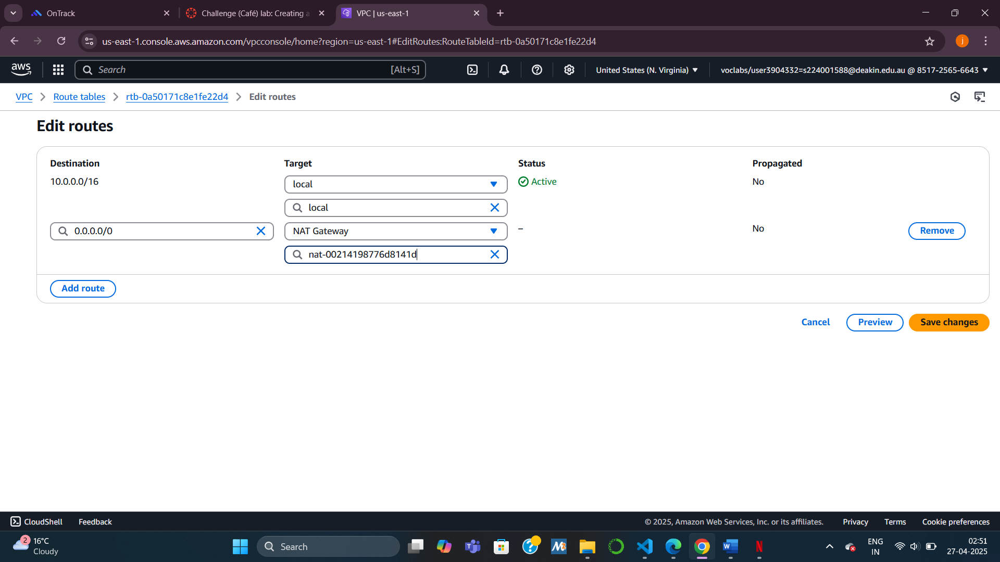 OnTrack
Challenge (Café) lab: Creating a
VPC | us-east-1
us-east-1.console.aws.amazon.com/vpcconsole/home?region=us-east-1#EditRoutes:RouteTableId=rtb-0a50171c8e1fe22d4
j
aws
Search
[Alt+S]
United States (N. Virginia)
voclabs/user3904332=s224001588@deakin.edu.au @ 8517-2565-6643
VPC
Route tables
rtb-0a50171c8e1fe22d4
Edit routes
Edit routes
Destination
Target
Status
Propagated
10.0.0.0/16
local
Active
No
local
0.0.0.0/0
NAT Gateway
–
No
Remove
nat-00214198776d8141d
Add route
Cancel
Preview
Save changes
CloudShell
Feedback
© 2025, Amazon Web Services, Inc. or its affiliates.
Privacy
Terms
Cookie preferences
2
16°C
Cloudy
Search
ENG
IN
02:51
27-04-2025